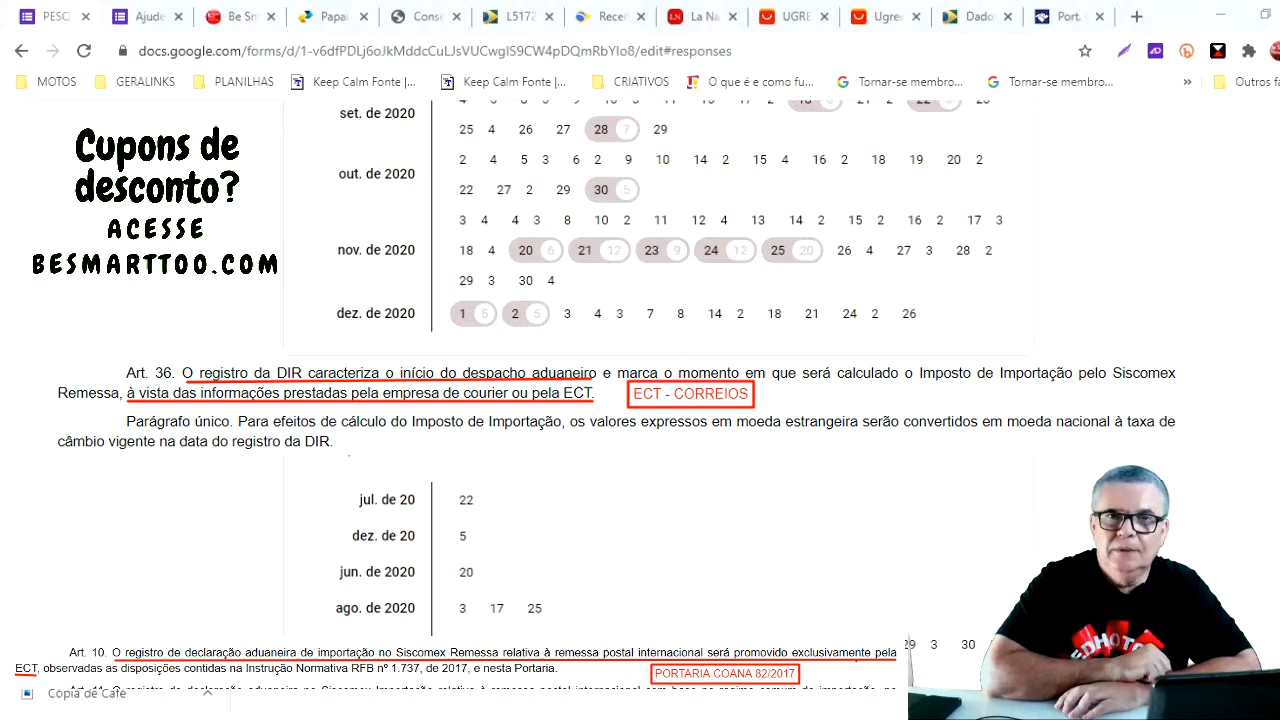 PESQ
Ajude
Be Sm
Papai
Cons
L5172
Recei
La Na
UGRE
Ugre
Dado
Port. C
docs.google.com/forms/d/1-v6dfPDLj6oJkMddcCuLJsVUCwgIS9CW4pDQmRbYIo8/edit#responses
MOTOS GERALINKS PLANILHAS Keep Calm Fonte |... Keep Calm Fonte |... CRIATIVOS O que é e como fu... Tornar-se membro... Tornar-se membro... » Outros fa
Cupons de
desconto?
ACESSE
BESMARTTOO.COM
set. de 2020
25 4 26 27 28 7 29
out. de 2020
2 4 5 3 6 2 9 10 14 2 15 4 16 2 18 19 20 2
22 27 2 29 30 5
nov. de 2020
3 4 4 3 8 10 2 11 12 4 13 14 2 15 2 16 2 17 3
18 4 20 6 21 12 23 9 24 12 25 20 26 4 27 3 28 2
29 3 30 4
dez. de 2020 1 5 2 5 3 4 3 7 8 14 2 18 21 24 2 26
Art. 36. O registro da DIR caracteriza o início do despacho aduaneiro e marca o momento em que será calculado o Imposto de Importação pelo Siscomex
Remessa, à vista das informações prestadas pela empresa de courier ou pela ECT.
ECT - CORREIOS
Parágrafo único. Para efeitos de cálculo do Imposto de Importação, os valores expressos em moeda estrangeira serão convertidos em moeda nacional à taxa de
câmbio vigente na data do registro da DIR.
jul. de 20 22
dez. de 20 5
jun. de 2020 20
ago. de 2020 3 17 25
29 3 30
Art. 10. O registro de declaração aduaneira de importação no Siscomex Remessa relativa à remessa postal internacional será promovido exclusivamente pela
ECT, observadas as disposições contidas na Instrução Normativa RFB nº 1.737, de 2017, e nesta Portaria.
PORTARIA COANA 82/2017
Cópia de Cafe
EDHOT